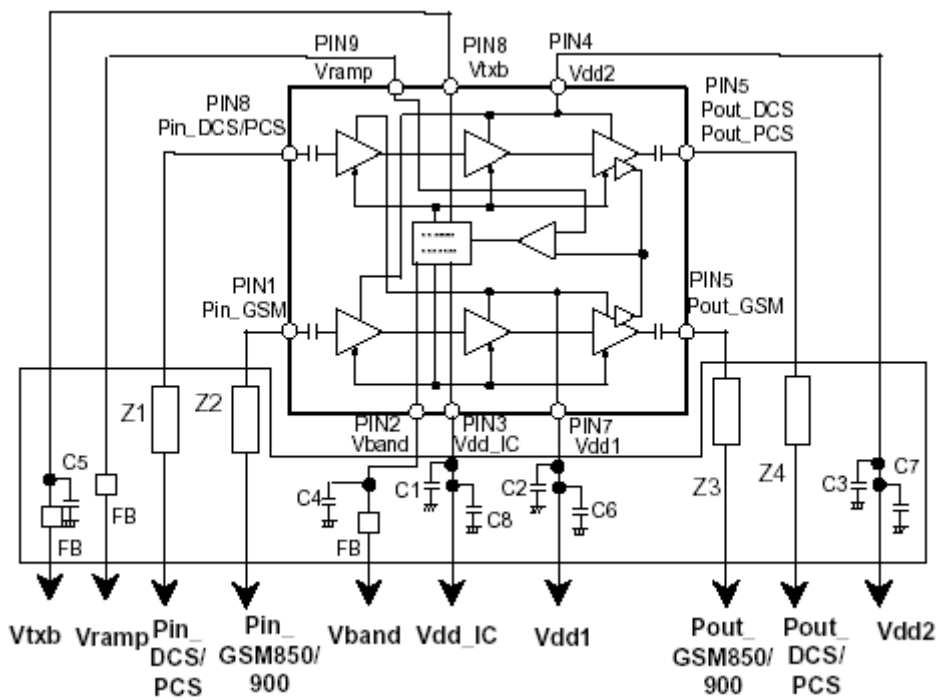 PIN9
Vramp
PIN8
Vtxb
PIN4
Vdd2
PIN8
Pin_DCS/PCS
PIN5
Pout_DCS
Pout_PCS
PIN1
Pin_GSM
PIN5
Pout_GSM
PIN2
Vband
PIN3
Vdd_IC
PIN7
Vdd1
Z1
Z2
Z3
Z4
C5
FB
FB
C4
FB
C1
C8
C2
C6
C3
C7
Vtxb
Vramp
Pin_
DCS/
PCS
Pin_
GSM850/
900
Vband
Vdd_IC
Vdd1
Pout_
GSM850/
900
Pout_
DCS/
PCS
Vdd2